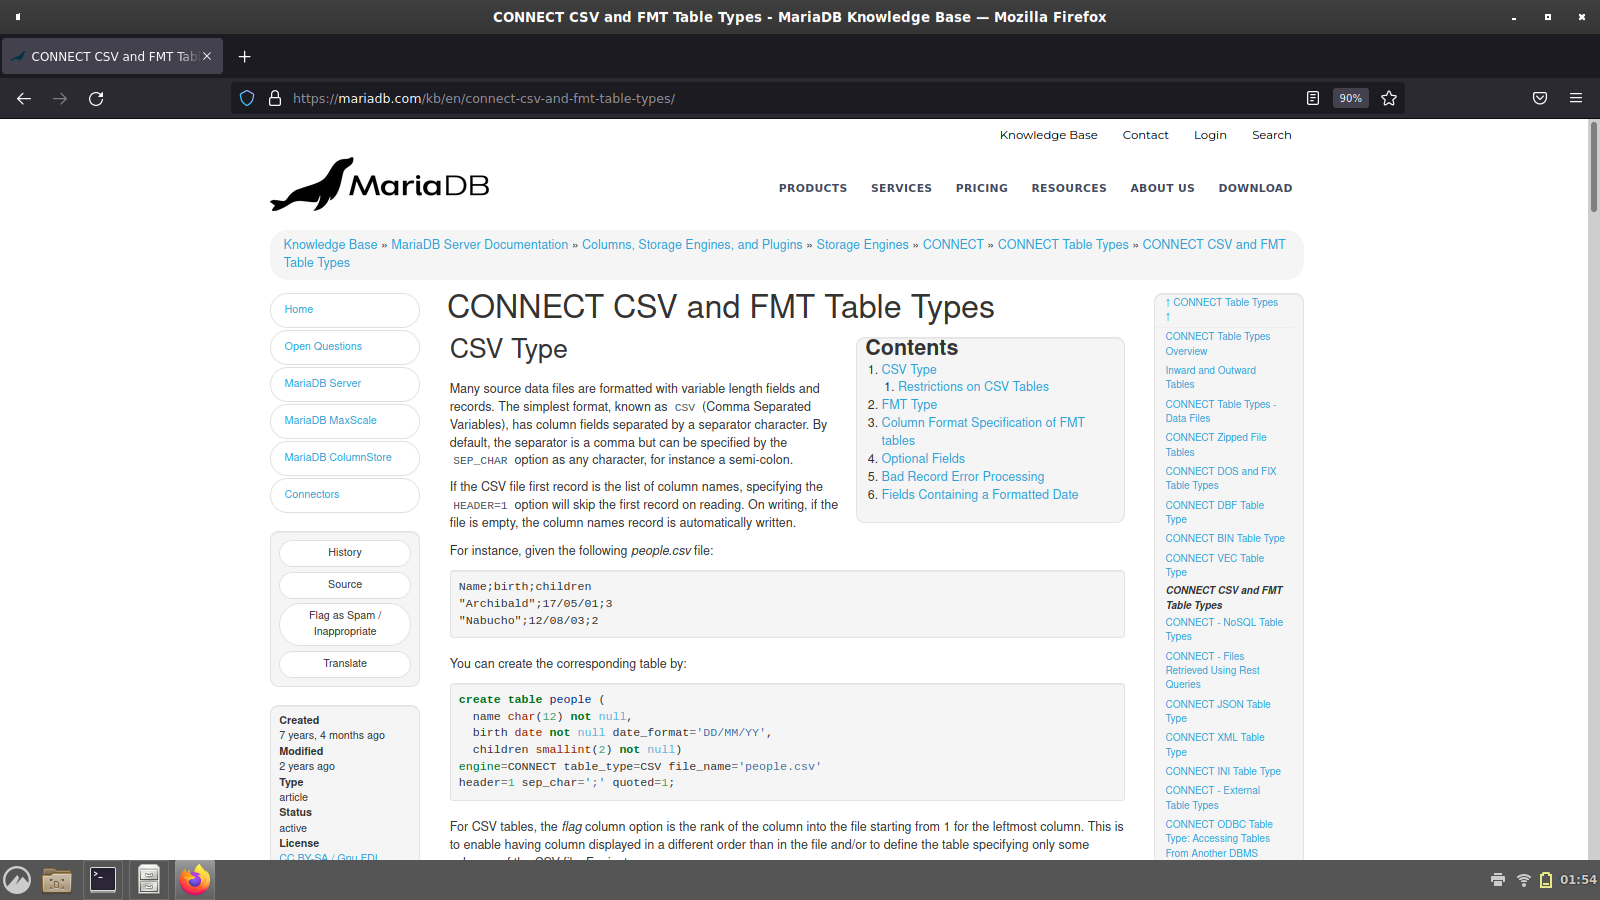 CONNECT CSV and FMT Table Types - MariaDB Knowledge Base — Mozilla Firefox
CONNECT CSV and FMT Tab
https://mariadb.com/kb/en/connect-csv-and-fmt-table-types/
90%
Knowledge Base Contact Login Search
MariaDB
PRODUCTS SERVICES PRICING RESOURCES ABOUT US DOWNLOAD
Knowledge Base » MariaDB Server Documentation » Columns, Storage Engines, and Plugins » Storage Engines » CONNECT » CONNECT Table Types » CONNECT CSV and FMT
Table Types
Home
Open Questions
MariaDB Server
MariaDB MaxScale
MariaDB ColumnStore
Connectors
History
Source
Flag as Spam /
Inappropriate
Translate
Created
7 years, 4 months ago
Modified
2 years ago
Type
article
Status
active
License
CC BY-SA / Gnu FDL
CONNECT CSV and FMT Table Types
CSV Type
Many source data files are formatted with variable length fields and
records. The simplest format, known as CSV (Comma Separated
Variables), has column fields separated by a separator character. By
default, the separator is a comma but can be specified by the
SEP_CHAR option as any character, for instance a semi-colon.
If the CSV file first record is the list of column names, specifying the
HEADER=1 option will skip the first record on reading. On writing, if the
file is empty, the column names record is automatically written.
For instance, given the following people.csv file:
Name;birth;children
"Archibald";17/05/01;3
"Nabucho";12/08/03;2
You can create the corresponding table by:
create table people (
name char(12) not null,
birth date not null date_format='DD/MM/YY',
children smallint(2) not null)
engine=CONNECT table_type=CSV file_name='people.csv'
header=1 sep_char=';' quoted=1;
For CSV tables, the flag column option is the rank of the column into the file starting from 1 for the leftmost column. This is
to enable having column displayed in a different order than in the file and/or to define the table specifying only some
Contents
1. CSV Type
1. Restrictions on CSV Tables
2. FMT Type
3. Column Format Specification of FMT
tables
4. Optional Fields
5. Bad Record Error Processing
6. Fields Containing a Formatted Date
↑ CONNECT Table Types
↑
CONNECT Table Types
Overview
Inward and Outward
Tables
CONNECT Table Types -
Data Files
CONNECT Zipped File
Tables
CONNECT DOS and FIX
Table Types
CONNECT DBF Table
Type
CONNECT BIN Table Type
CONNECT VEC Table
Type
CONNECT CSV and FMT
Table Types
CONNECT - NoSQL Table
Types
CONNECT - Files
Retrieved Using Rest
Queries
CONNECT JSON Table
Type
CONNECT XML Table
Type
CONNECT INI Table Type
CONNECT - External
Table Types
CONNECT ODBC Table
Type: Accessing Tables
From Another DBMS
01:54